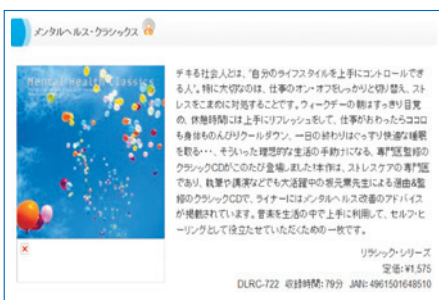 メンタルヘルス・クラシックス
Mental Health Classics
デキる社会人とは、"自分のライフスタイルを上手にコントロールでき
る人"。特に大切なのは、仕事のオン・オフをしっかりと切り替え、スト
レスをこまめに対処することです。ウィークデーの朝はすっきり目覚
め、休憩時間には上手にリフレッシュをして、仕事がおわったらココロ
も身体ものんびりクールダウン、一日の終わりはぐっすり快適な睡眠
を取る・・・、そういった理想的な生活の手助けになる、専門医監修の
クラシックCDがこのたび登場しました!本作は、ストレスケアの専門医
であり、執筆や講演などでも大活躍中の坂元薫先生による選曲&監
修のクラシックCDで、ライナーにはメンタルヘルス改善のアドバイス
が掲載されています。音楽を生活の中で上手に利用して、セルフ・ヒ
ーリングとして役立たせていただくための一枚です。
リラシック・シリーズ
定価:¥1,575
DLRC-722 収録時間:79分 JAN:4961501648510